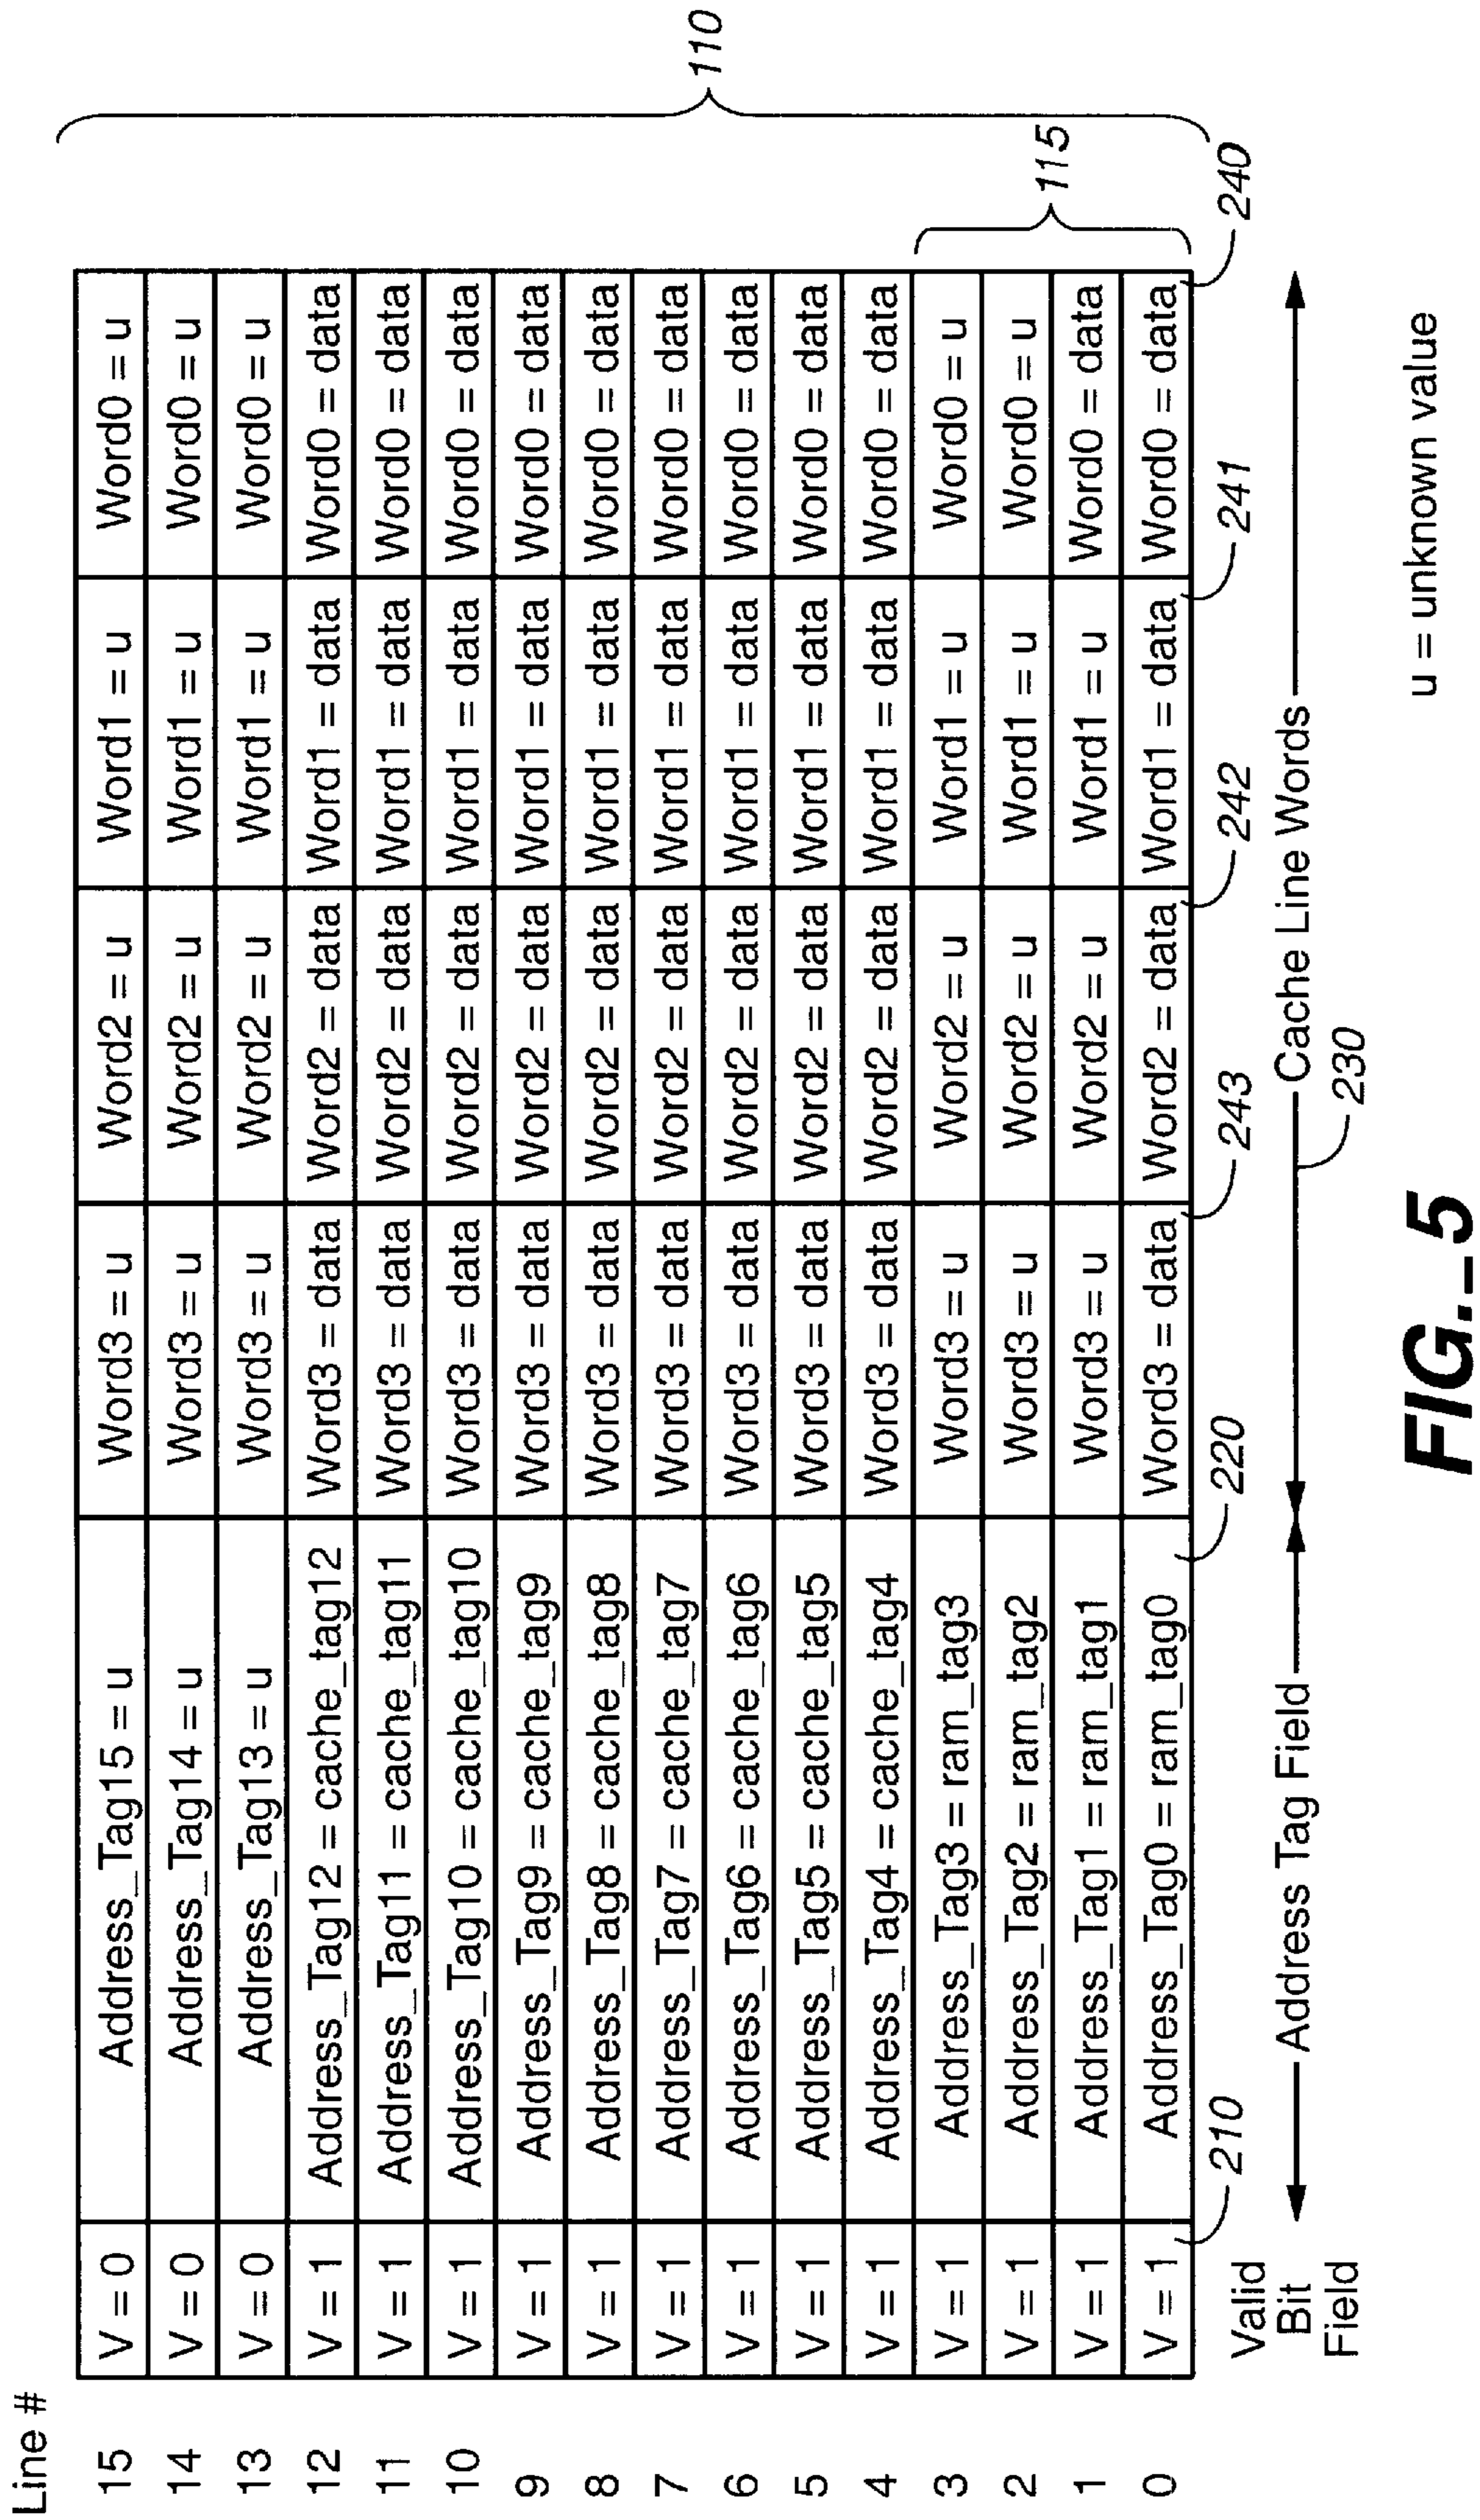 Line #
15 V = 0 Address_Tag15 = u Word3 = u Word2 = u Word1 = u Word0 = u
14 V = 0 Address_Tag14 = u Word3 = u Word2 = u Word1 = u Word0 = u
13 V = 0 Address_Tag13 = u Word3 = u Word2 = u Word1 = u Word0 = u
12 V = 1 Address_Tag12 = cache_tag12 Word3 = data Word2 = data Word1 = data Word0 = data
11 V = 1 Address_Tag11 = cache_tag11 Word3 = data Word2 = data Word1 = data Word0 = data
10 V = 1 Address_Tag10 = cache_tag10 Word3 = data Word2 = data Word1 = data Word0 = data
9 V = 1 Address_Tag9 = cache_tag9 Word3 = data Word2 = data Word1 = data Word0 = data
8 V = 1 Address_Tag8 = cache_tag8 Word3 = data Word2 = data Word1 = data Word0 = data
7 V = 1 Address_Tag7 = cache_tag7 Word3 = data Word2 = data Word1 = data Word0 = data
6 V = 1 Address_Tag6 = cache_tag6 Word3 = data Word2 = data Word1 = data Word0 = data
5 V = 1 Address_Tag5 = cache_tag5 Word3 = data Word2 = data Word1 = data Word0 = data
4 V = 1 Address_Tag4 = cache_tag4 Word3 = data Word2 = data Word1 = data Word0 = data
3 V = 1 Address_Tag3 = ram_tag3 Word3 = u Word2 = u Word1 = u Word0 = u
2 V = 1 Address_Tag2 = ram_tag2 Word3 = u Word2 = u Word1 = u Word0 = u
1 V = 1 Address_Tag1 = ram_tag1 Word3 = u Word2 = u Word1 = u Word0 = data
0 V = 1 Address_Tag0 = ram_tag0 Word3 = data Word2 = data Word1 = data Word0 = data
110
115
210 220 243 242 241 240
Valid
Bit
Field
Address Tag Field
Cache Line Words
230
u = unknown value
FIG._5